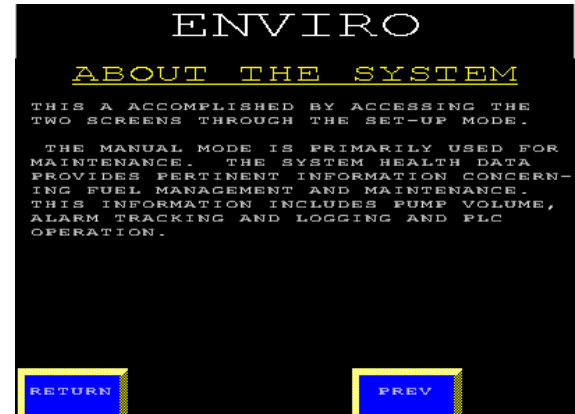 ENVIRO
ABOUT THE SYSTEM
THIS A ACCOMPLISHED BY ACCESSING THE
TWO SCREENS THROUGH THE SET-UP MODE.
THE MANUAL MODE IS PRIMARILY USED FOR
MAINTENANCE. THE SYSTEM HEALTH DATA
PROVIDES PERTINENT INFORMATION CONCERN-
ING FUEL MANAGEMENT AND MAINTENANCE.
THIS INFORMATION INCLUDES PUMP VOLUME,
ALARM TRACKING AND LOGGING AND PLC
OPERATION.
RETURN
PREV